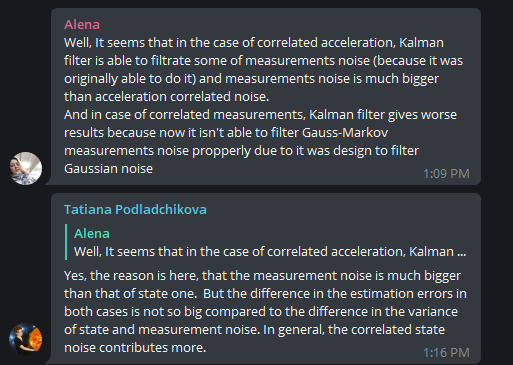 Alena
Well, It seems that in the case of correlated acceleration, Kalman
filter is able to filtrate some of measurements noise (because it was
originally able to do it) and measurements noise is much bigger
than acceleration correlated noise.
And in case of correlated measurements, Kalman filter gives worse
results because now it isn't able to filter Gauss-Markov
measurements noise propperly due to it was design to filter
Gaussian noise
1:09 PM
Tatiana Podladchikova
Alena
Well, It seems that in the case of correlated acceleration, Kalman ...
Yes, the reason is here, that the measurement noise is much bigger
than that of state one.  But the difference in the estimation errors in
both cases is not so big compared to the difference in the variance
of state and measurement noise. In general, the correlated state
noise contributes more.
1:16 PM